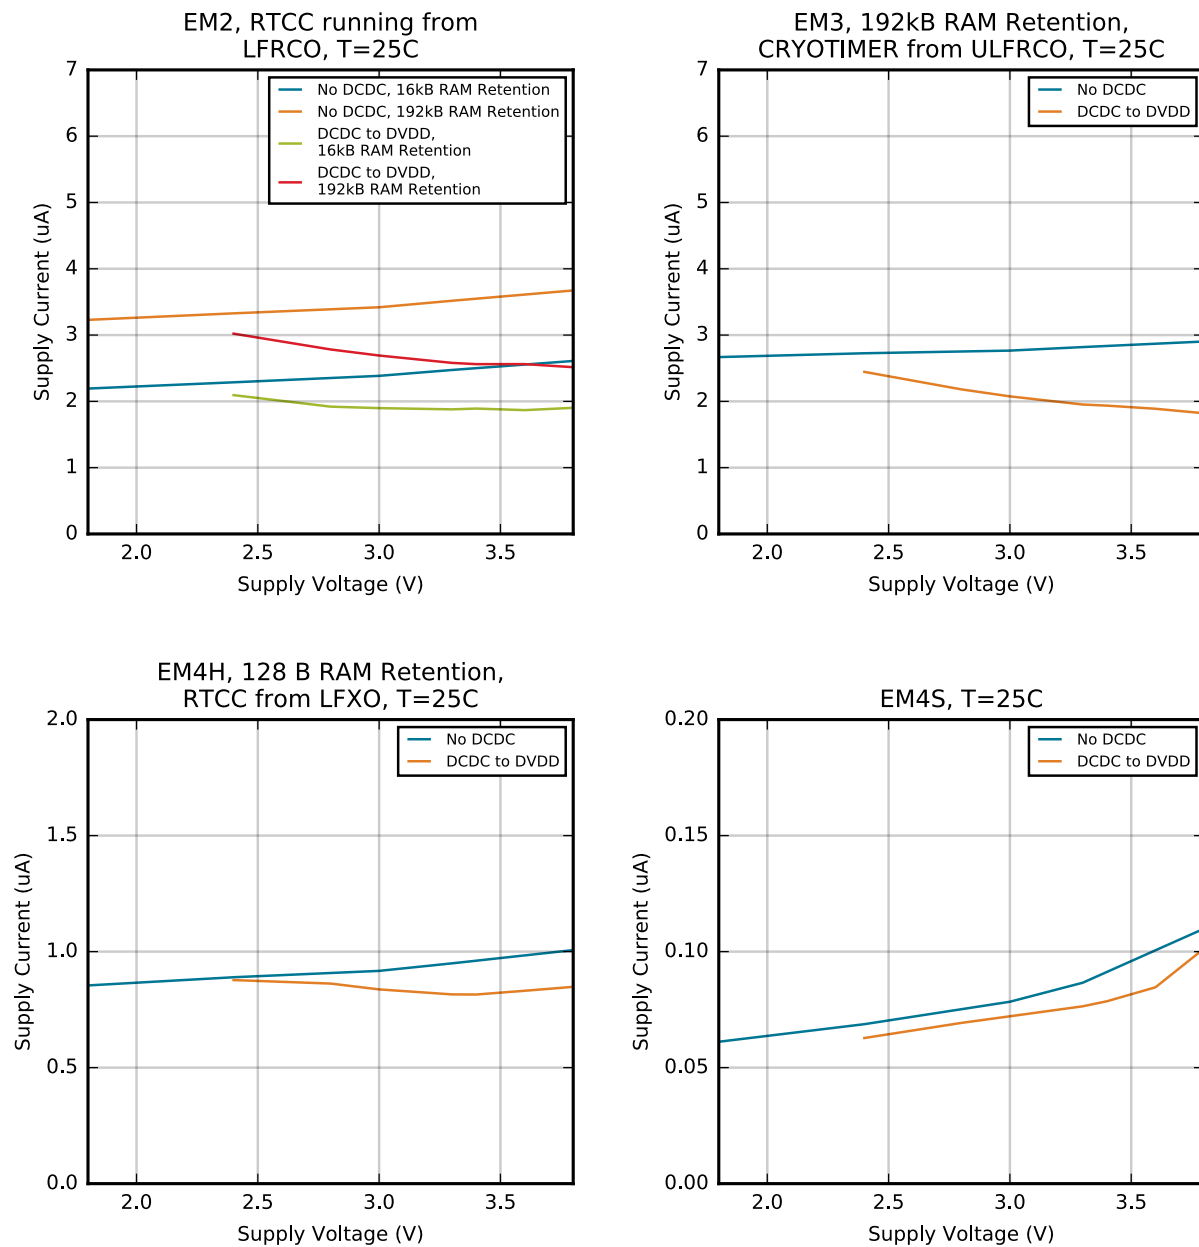 EM2, RTCC running from
LFRCO, T=25C
7
6
5
4
3
2
1
0
Supply Current (uA)
No DCDC, 16kB RAM Retention
No DCDC, 192kB RAM Retention
DCDC to DVDD,
16kB RAM Retention
DCDC to DVDD,
192kB RAM Retention
2.0 2.5 3.0 3.5
Supply Voltage (V)
EM3, 192kB RAM Retention,
CRYOTIMER from ULFRCO, T=25C
7
6
5
4
3
2
1
0
Supply Current (uA)
No DCDC
DCDC to DVDD
2.0 2.5 3.0 3.5
Supply Voltage (V)
EM4H, 128 B RAM Retention,
RTCC from LFXO, T=25C
2.0
1.5
1.0
0.5
0.0
Supply Current (uA)
No DCDC
DCDC to DVDD
2.0 2.5 3.0 3.5
Supply Voltage (V)
EM4S, T=25C
0.20
0.15
0.10
0.05
0.00
Supply Current (uA)
No DCDC
DCDC to DVDD
2.0 2.5 3.0 3.5
Supply Voltage (V)